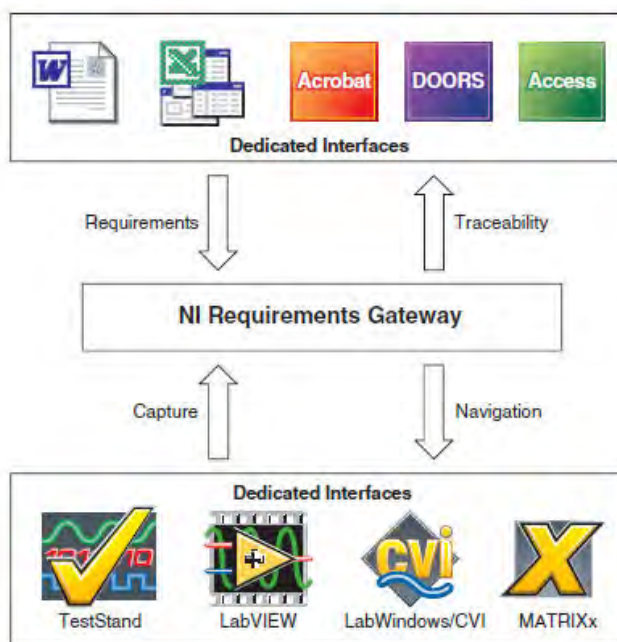 W
Acrobat
DOORS
Access
Dedicated Interfaces
Requirements
Traceability
NI Requirements Gateway
Capture
Navigation
Dedicated Interfaces
CVI
TestStand
LabVIEW
LabWindows/CVI
MATRIXx